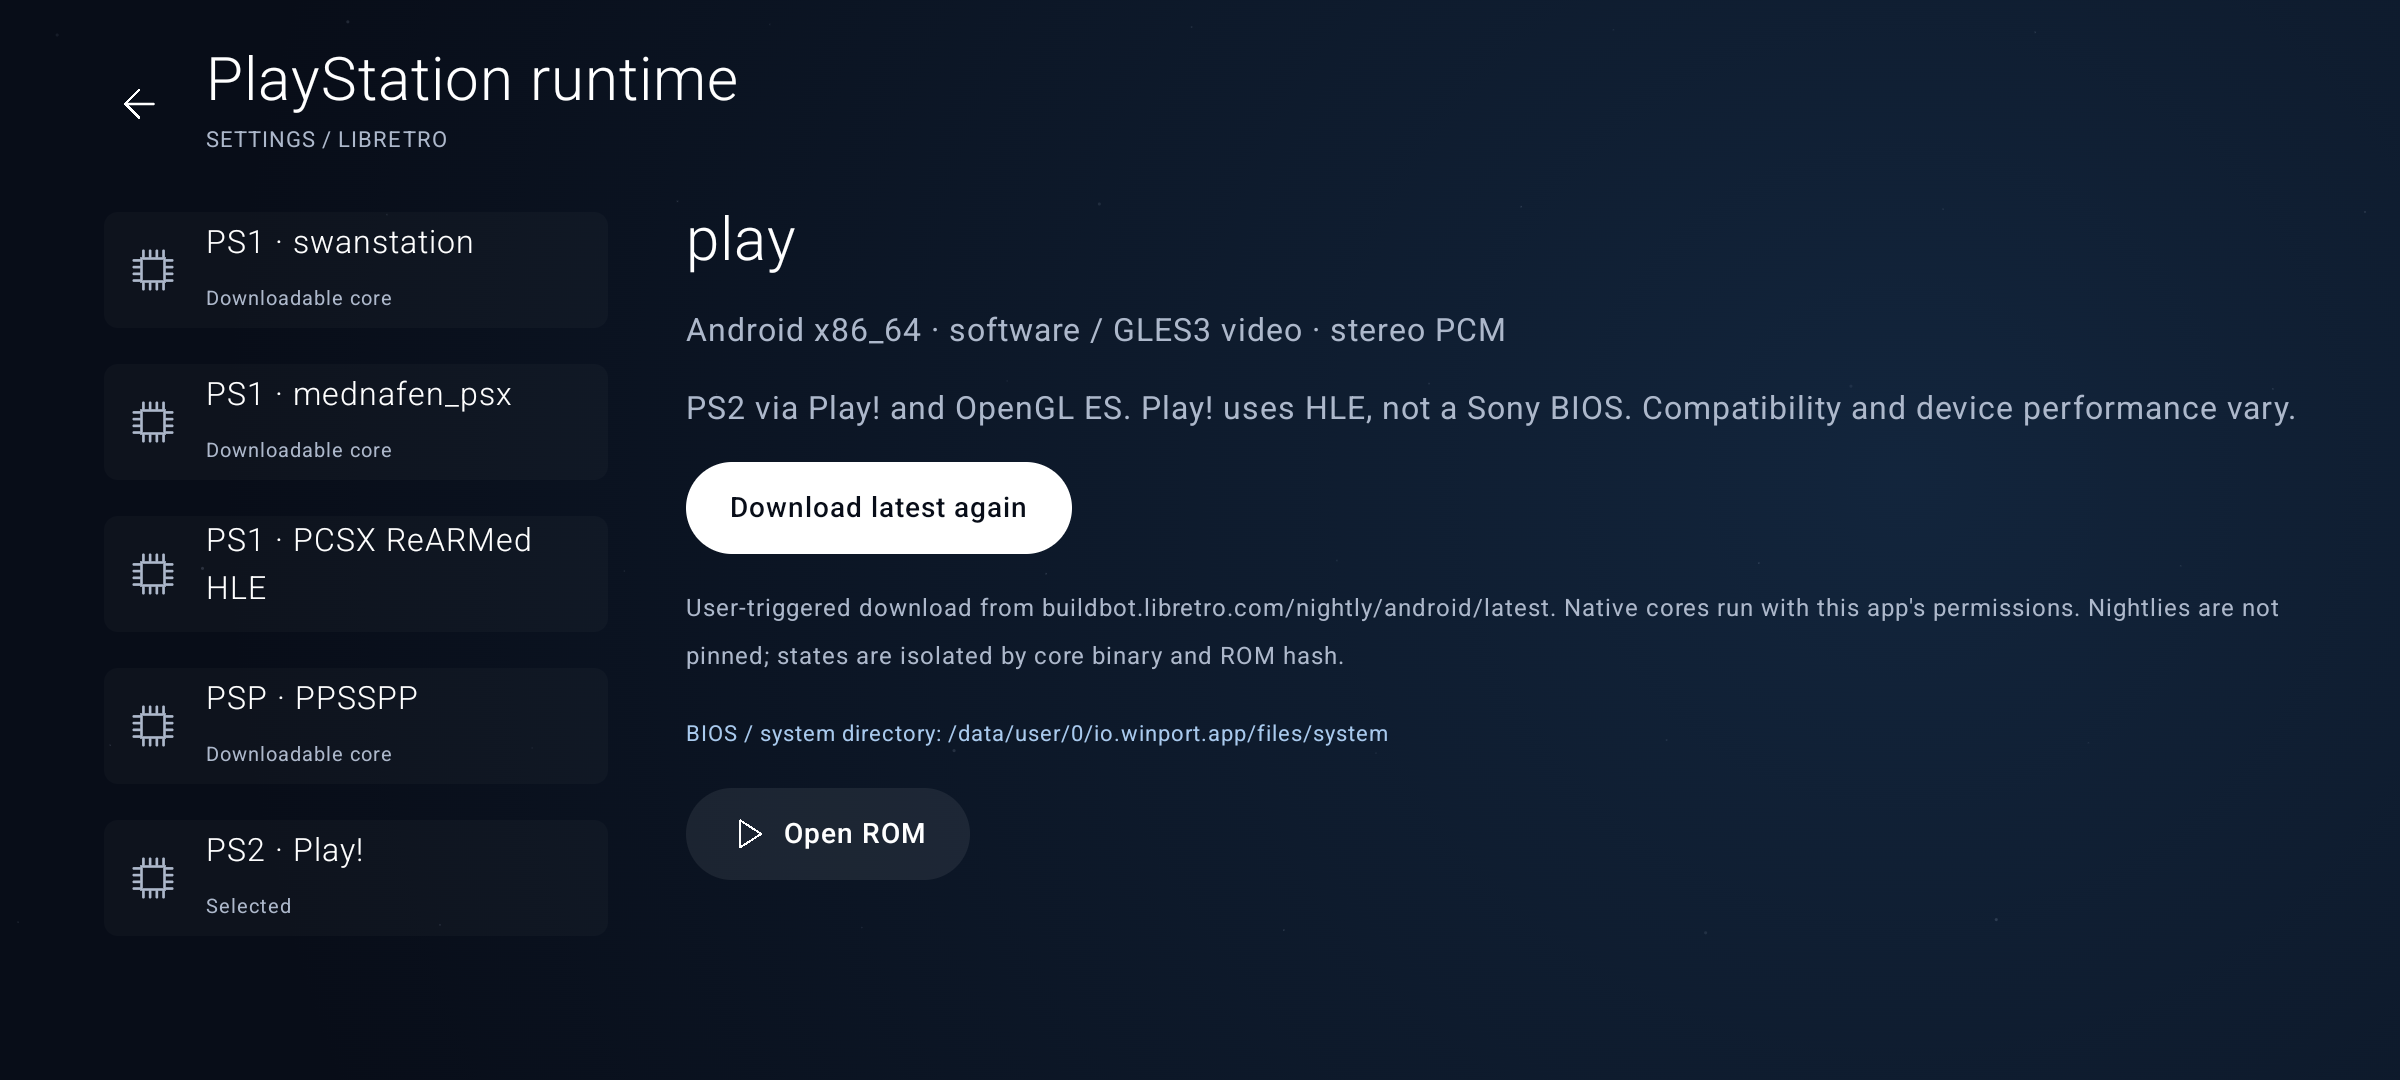 PlayStation runtime
SETTINGS / LIBRETRO
PS1 · swanstation
Downloadable core
PS1 · mednafen_psx
Downloadable core
PS1 · PCSX ReARMed
HLE
PSP · PPSSPP
Downloadable core
PS2 · Play!
Selected
play
Android x86_64 · software / GLES3 video · stereo PCM
PS2 via Play! and OpenGL ES. Play! uses HLE, not a Sony BIOS. Compatibility and device performance vary.
Download latest again
User-triggered download from buildbot.libretro.com/nightly/android/latest. Native cores run with this app's permissions. Nightlies are not
pinned; states are isolated by core binary and ROM hash.
BIOS / system directory: /data/user/0/io.winport.app/files/system
Open ROM